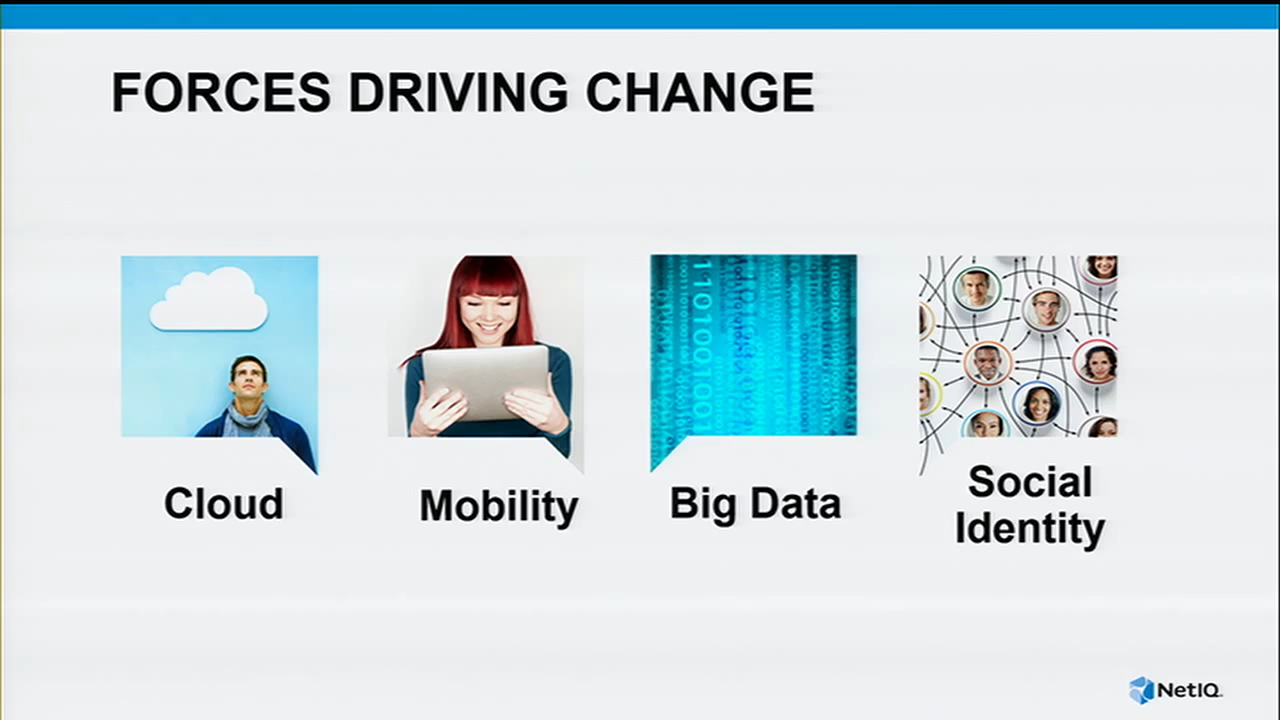 FORCES DRIVING CHANGE
Cloud
Mobility
Big Data
Social
Identity
NetIQ